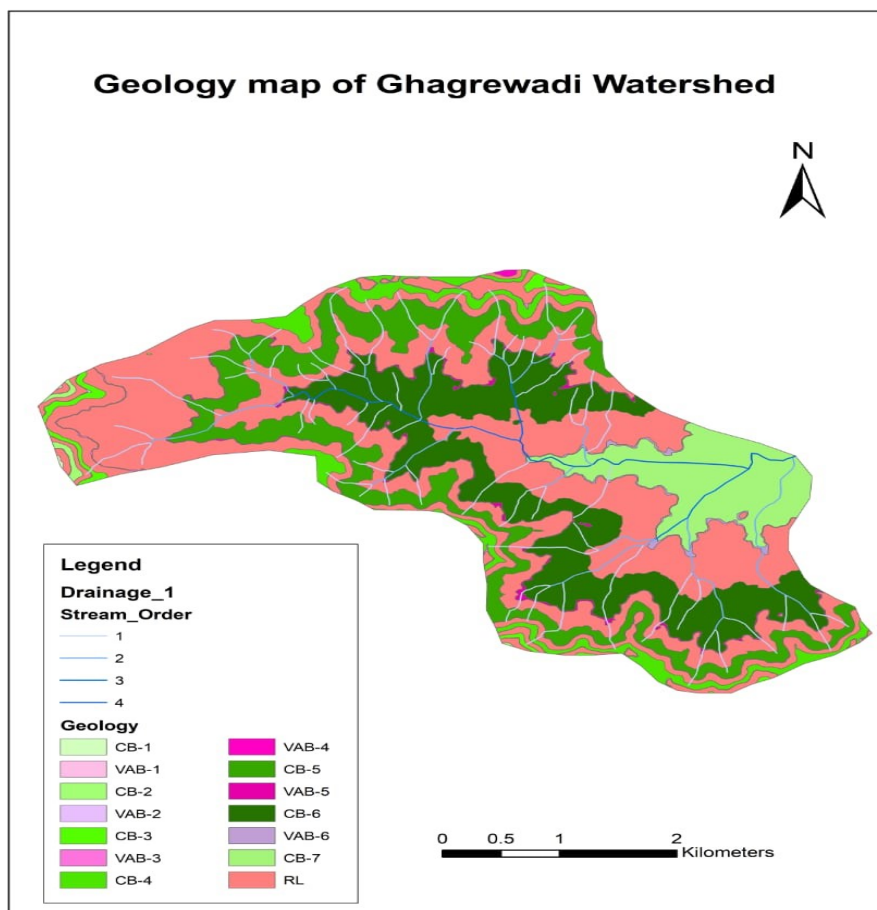 Geology map of Ghagrewadi Watershed
N
Legend
Drainage_1
Stream_Order
1
2
3
4
Geology
CB-1
VAB-1
CB-2
VAB-2
CB-3
VAB-3
CB-4
VAB-4
CB-5
VAB-5
CB-6
VAB-6
CB-7
RL
0 0.5 1 2
Kilometers